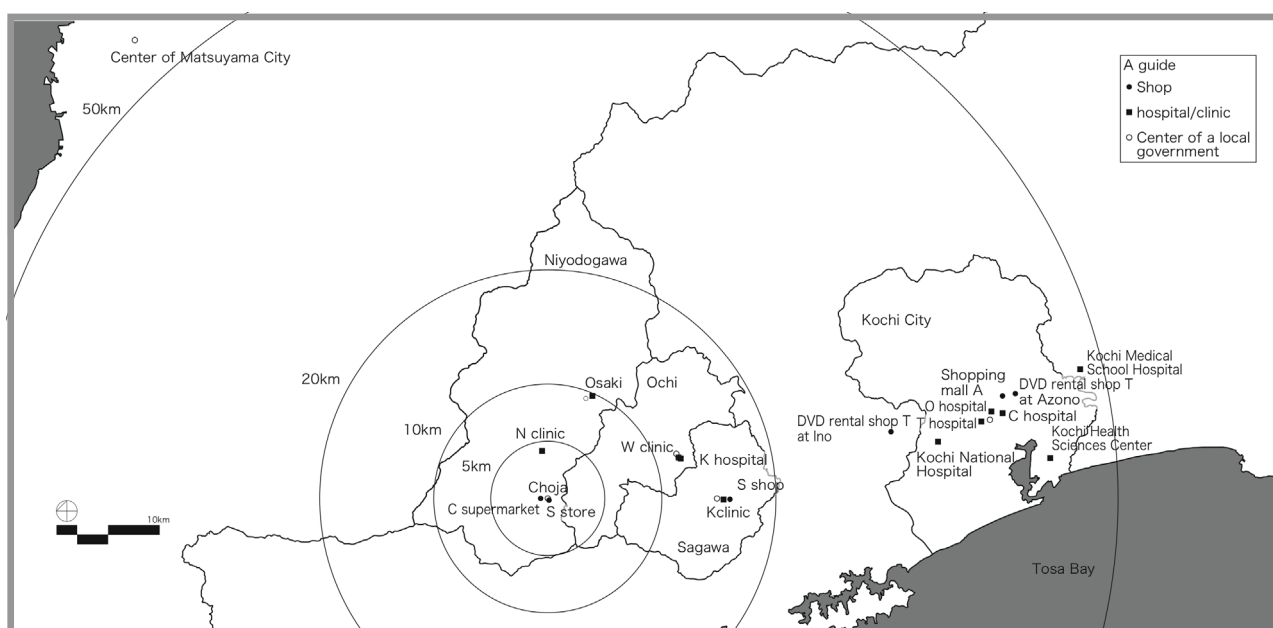 Center of Matsuyama City
50km
A guide
Shop
hospital/clinic
Center of a local
government
Niyodogawa
Kochi City
20km
Osaki
Ochi
Kochi Medical
School Hospital
Shopping
mall A
DVD rental shop T
at Azono
O hospital
C hospital
DVD rental shop T
at Ino
T hospital
10km
N clinic
W clinic
K hospital
Kochi National
Hospital
Kochi Health
Sciences Center
5km
Choja
S shop
C supermarket
S store
Kclinic
10km
Sagawa
Tosa Bay